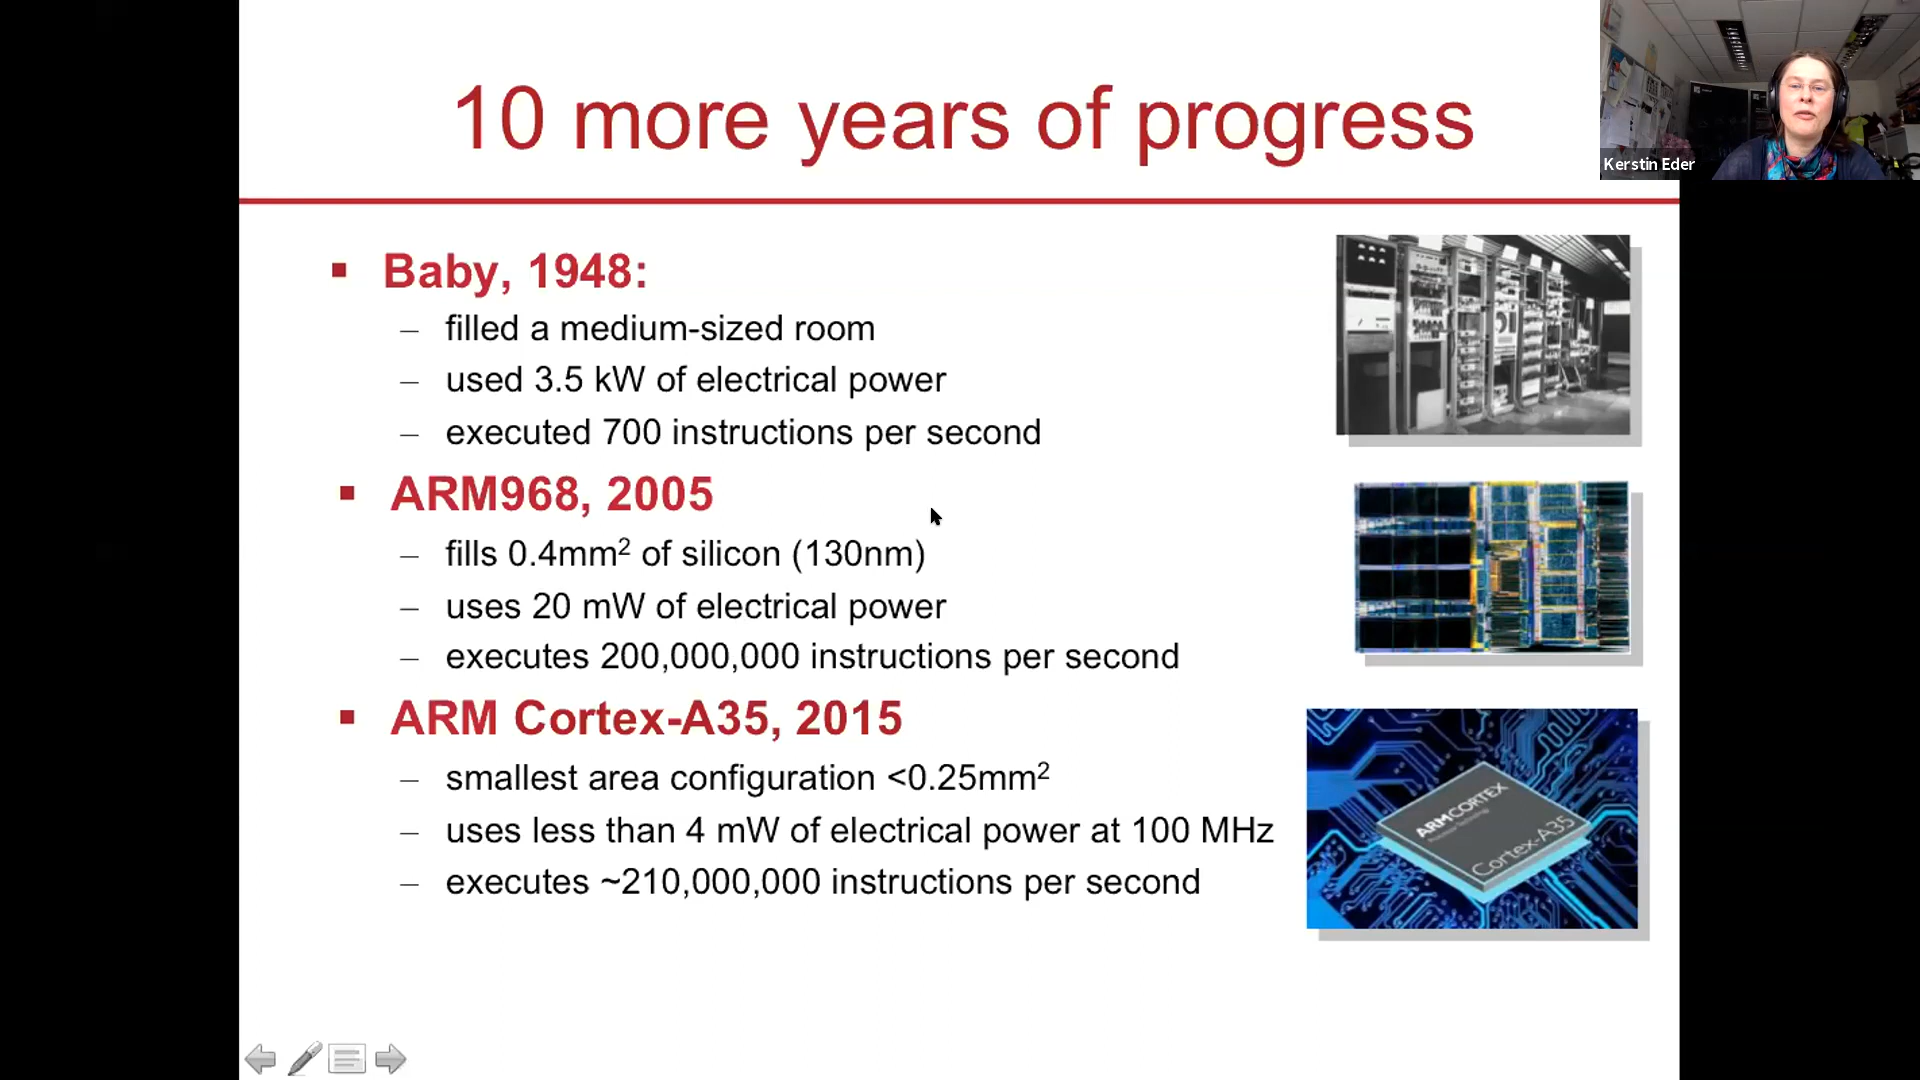 10 more years of progress
Kerstin Eder
▪ Baby, 1948:
– filled a medium-sized room
– used 3.5 kW of electrical power
– executed 700 instructions per second
▪ ARM968, 2005
– fills 0.4mm² of silicon (130nm)
– uses 20 mW of electrical power
– executes 200,000,000 instructions per second
▪ ARM Cortex-A35, 2015
– smallest area configuration <0.25mm²
– uses less than 4 mW of electrical power at 100 MHz
– executes ~210,000,000 instructions per second
ARM CORTEX
Cortex-A35